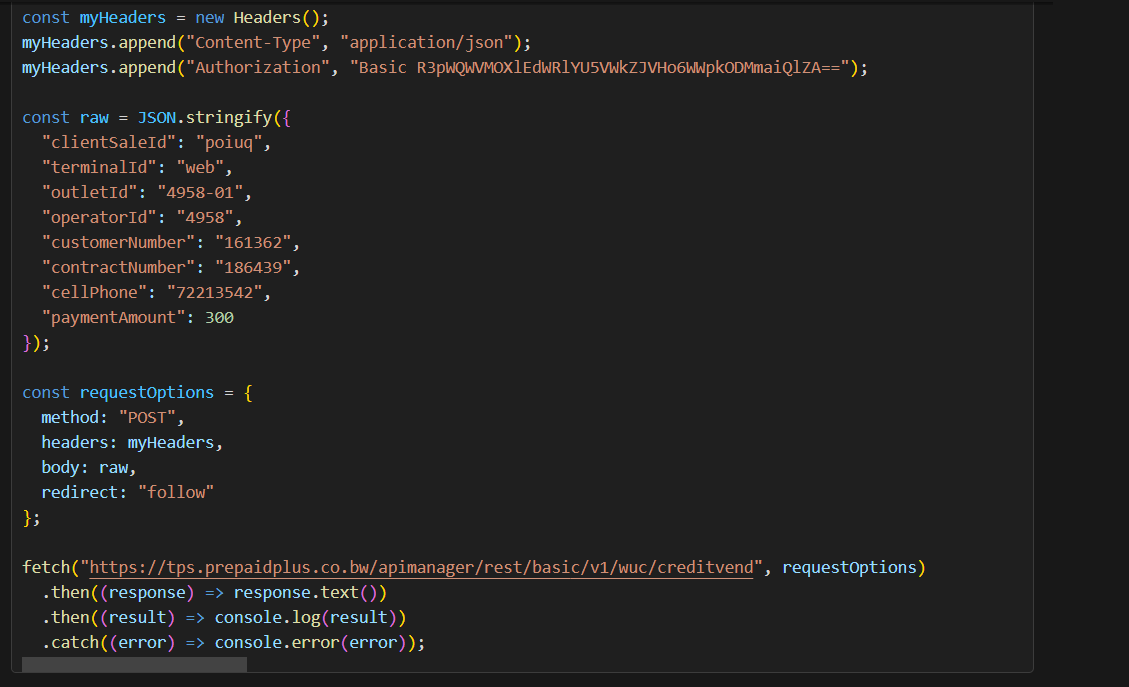 const myHeaders = new Headers();
myHeaders.append("Content-Type", "application/json");
myHeaders.append("Authorization", "Basic R3pWQWVMOXlEdWRlYU5VWkZJVHo6WWpkODMmaiQlZA==");
const raw = JSON.stringify({
"clientSaleId": "poiuq",
"terminalId": "web",
"outletId": "4958-01",
"operatorId": "4958",
"customerNumber": "161362",
"contractNumber": "186439",
"cellPhone": "72213542",
"paymentAmount": 300
});
const requestOptions = {
method: "POST",
headers: myHeaders,
body: raw,
redirect: "follow"
};
fetch("https://tps.prepaidplus.co.bw/apimanager/rest/basic/v1/wuc/creditvend", requestOptions)
.then((response) => response.text())
.then((result) => console.log(result))
.catch((error) => console.error(error));